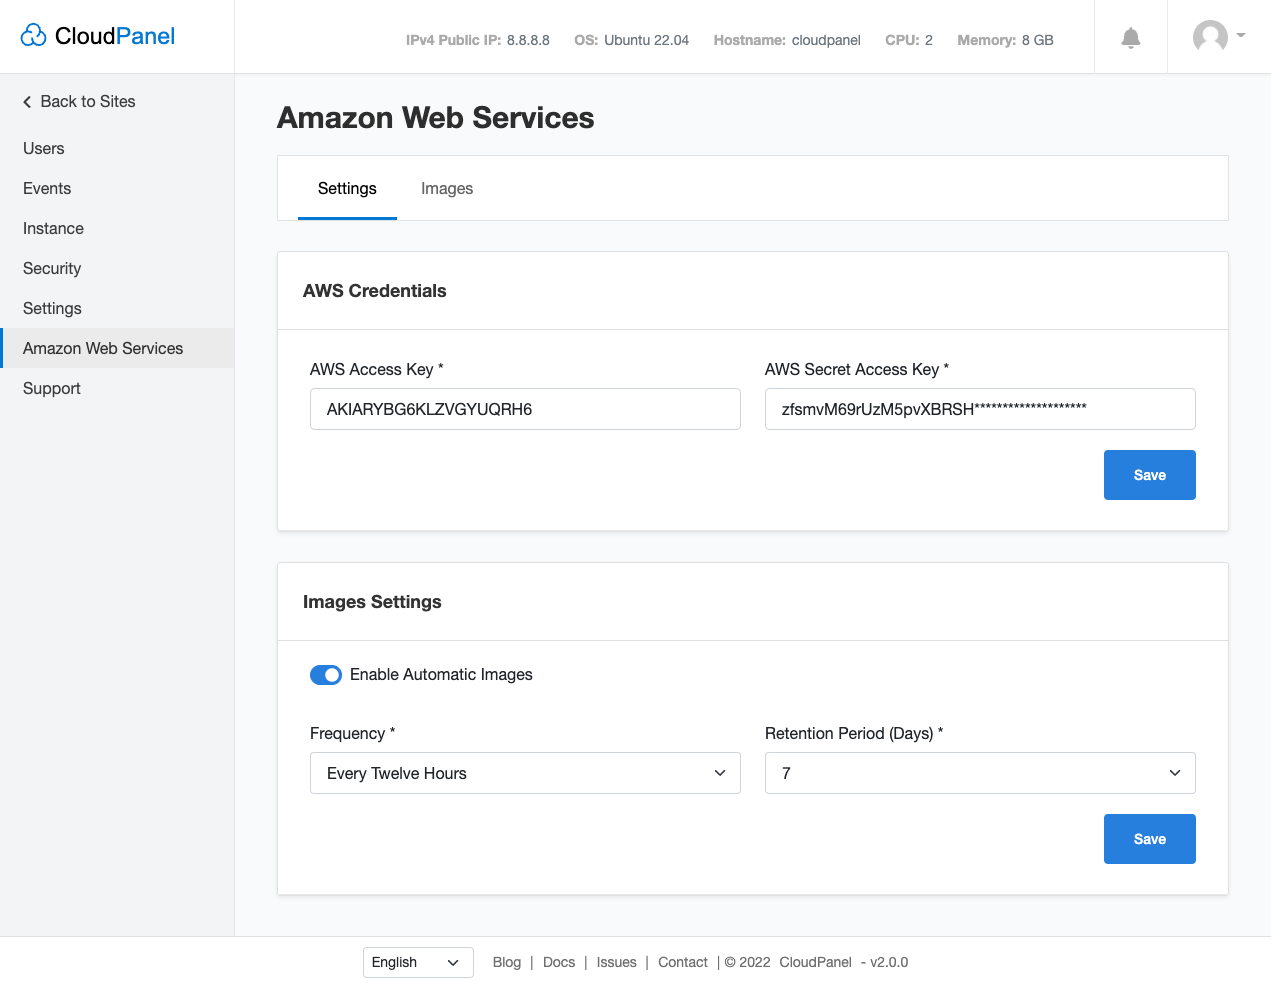 CloudPanel
IPv4 Public IP: 8.8.8.8 OS: Ubuntu 22.04 Hostname: cloudpanel CPU: 2 Memory: 8 GB
Back to Sites
Users
Events
Instance
Security
Settings
Amazon Web Services
Support
Amazon Web Services
Settings Images
AWS Credentials
AWS Access Key * AWS Secret Access Key *
AKIARYBG6KLZVGYUQRH6 zfsmvM69rUzM5pvXBRSH********************
Save
Images Settings
Enable Automatic Images
Frequency * Retention Period (Days) *
Every Twelve Hours 7
Save
English Blog | Docs | Issues | Contact | © 2022 CloudPanel - v2.0.0